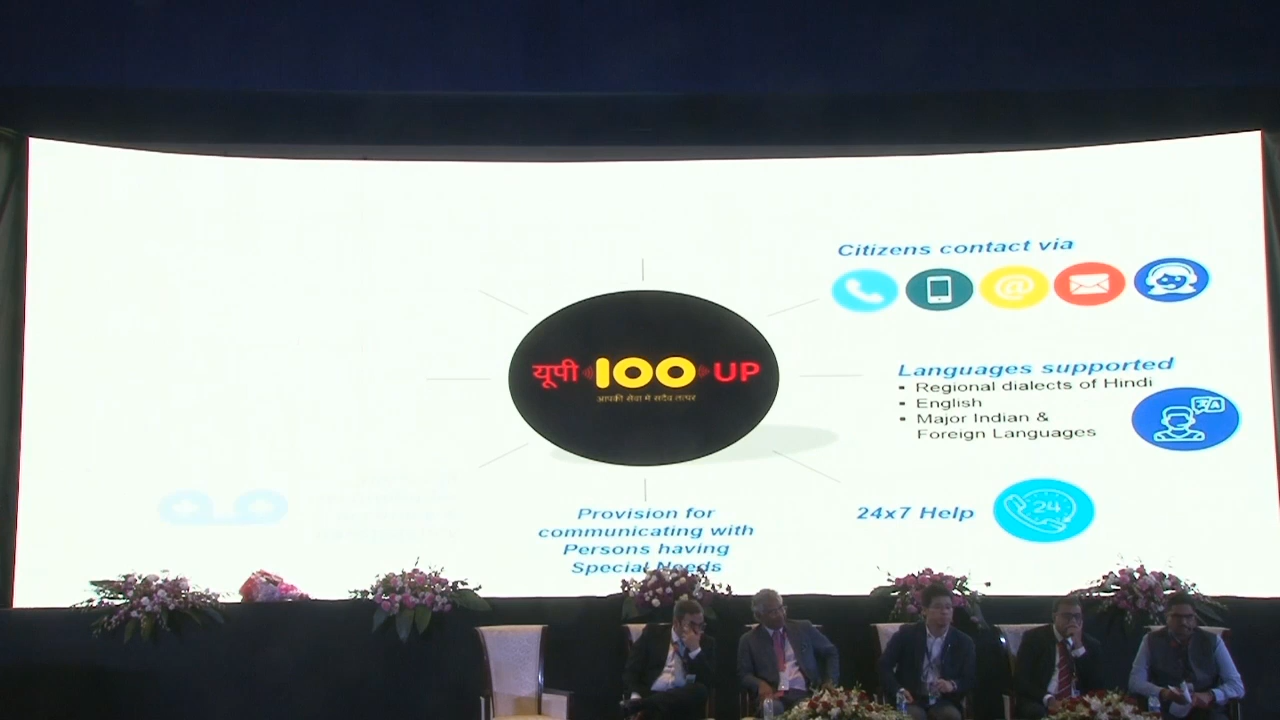 Citizens contact via
यूपी 100 UP
आपकी सेवा में सदैव तत्पर
Languages supported
▪ Regional dialects of Hindi
▪ English
▪ Major Indian &
Foreign Languages
24x7 Help
24
Provision for
communicating with
Persons having
Special Needs